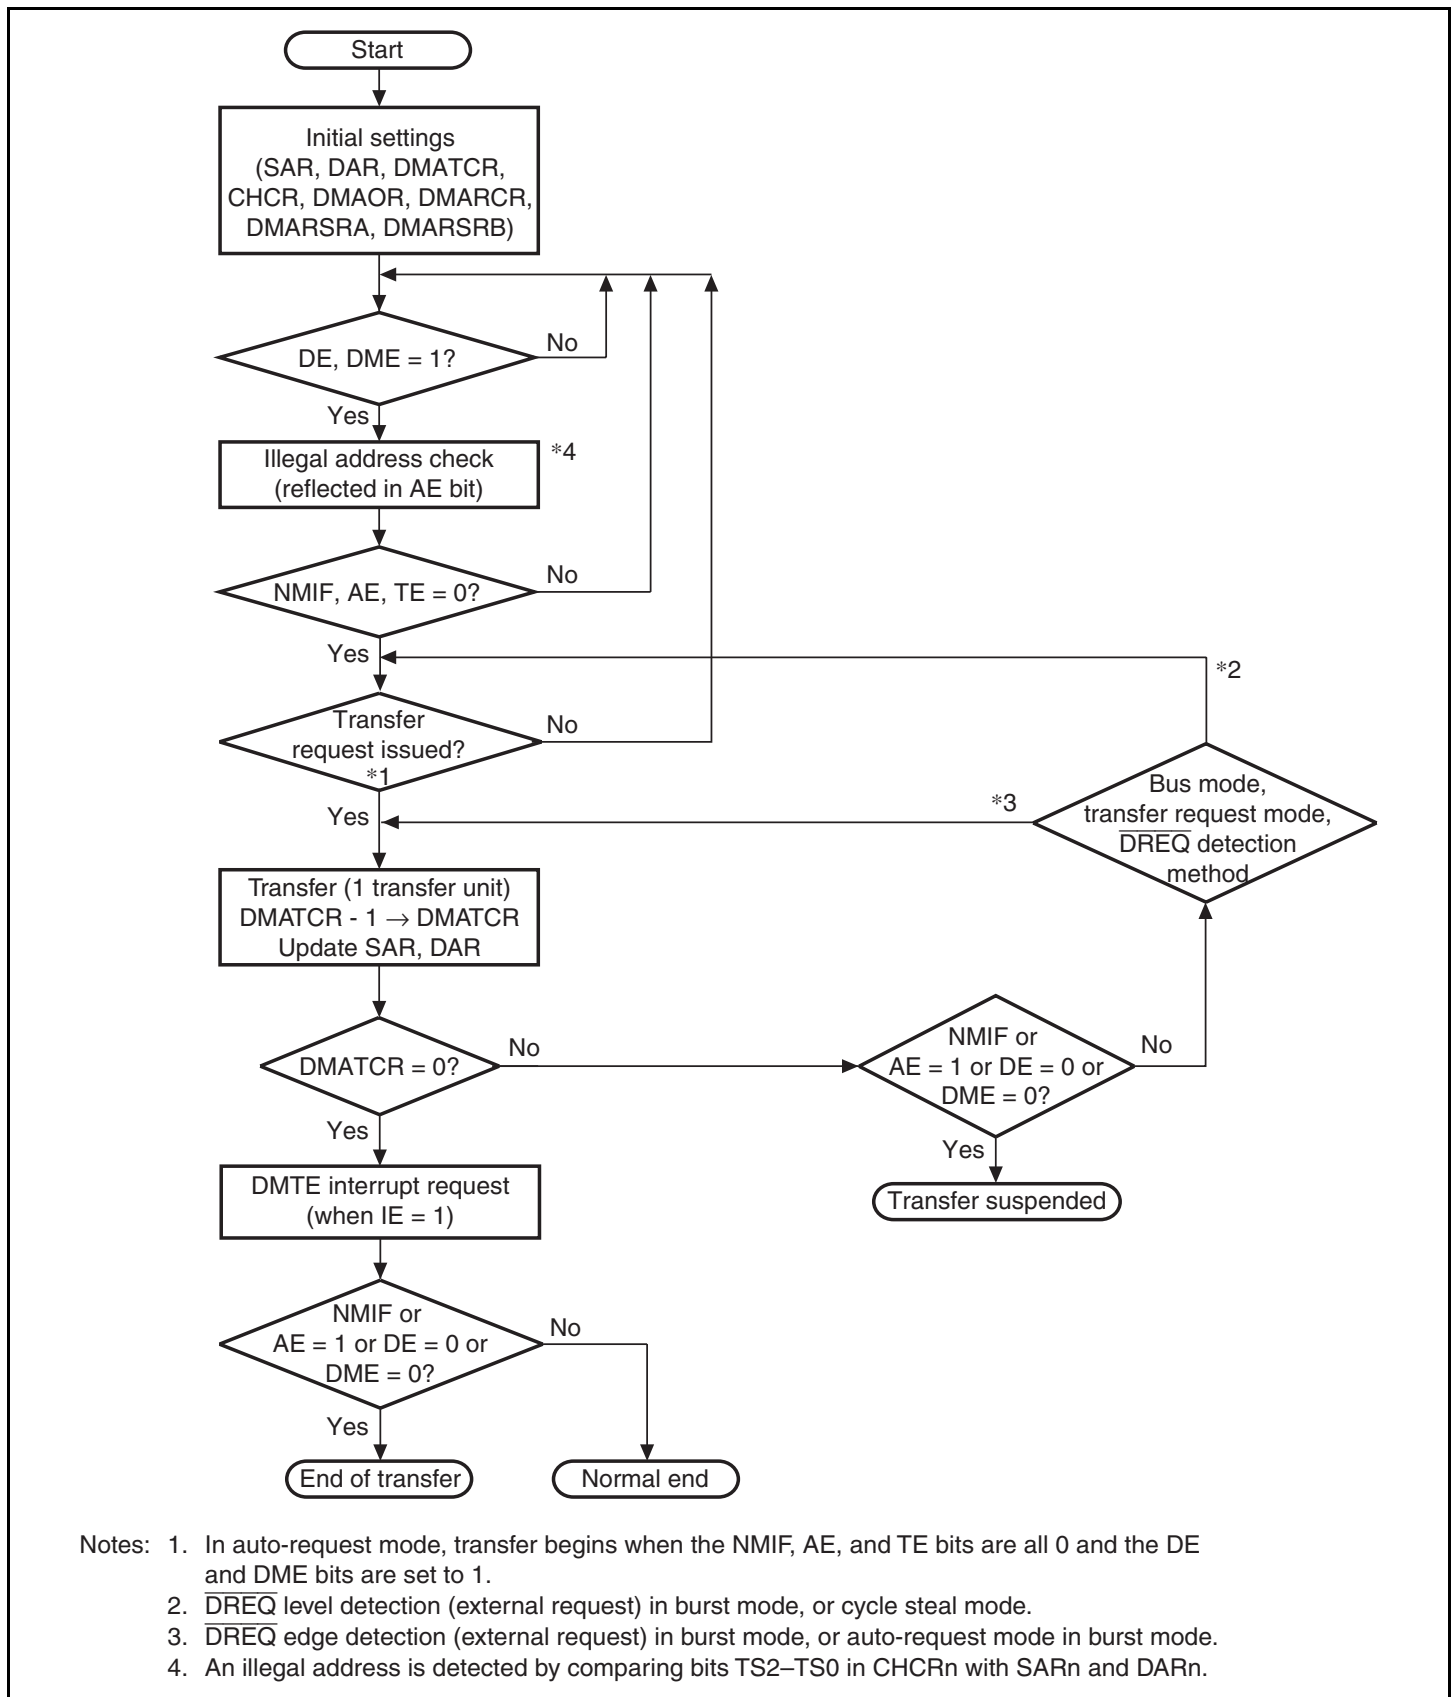 Start
Initial settings
(SAR, DAR, DMATCR,
CHCR, DMAOR, DMARCR,
DMARSRA, DMARSRB)
DE, DME = 1?
No
Yes
Illegal address check
(reflected in AE bit)
*4
NMIF, AE, TE = 0?
No
Yes
*2
Transfer
request issued?
*1
No
Yes
*3
Bus mode,
transfer request mode,
DREQ detection
method
Transfer (1 transfer unit)
DMATCR - 1 → DMATCR
Update SAR, DAR
DMATCR = 0?
No
NMIF or
AE = 1 or DE = 0 or
DME = 0?
No
Yes
Yes
Transfer suspended
DMTE interrupt request
(when IE = 1)
NMIF or
AE = 1 or DE = 0 or
DME = 0?
No
Yes
End of transfer
Normal end
Notes: 1. In auto-request mode, transfer begins when the NMIF, AE, and TE bits are all 0 and the DE
and DME bits are set to 1.
2. DREQ level detection (external request) in burst mode, or cycle steal mode.
3. DREQ edge detection (external request) in burst mode, or auto-request mode in burst mode.
4. An illegal address is detected by comparing bits TS2–TS0 in CHCRn with SARn and DARn.